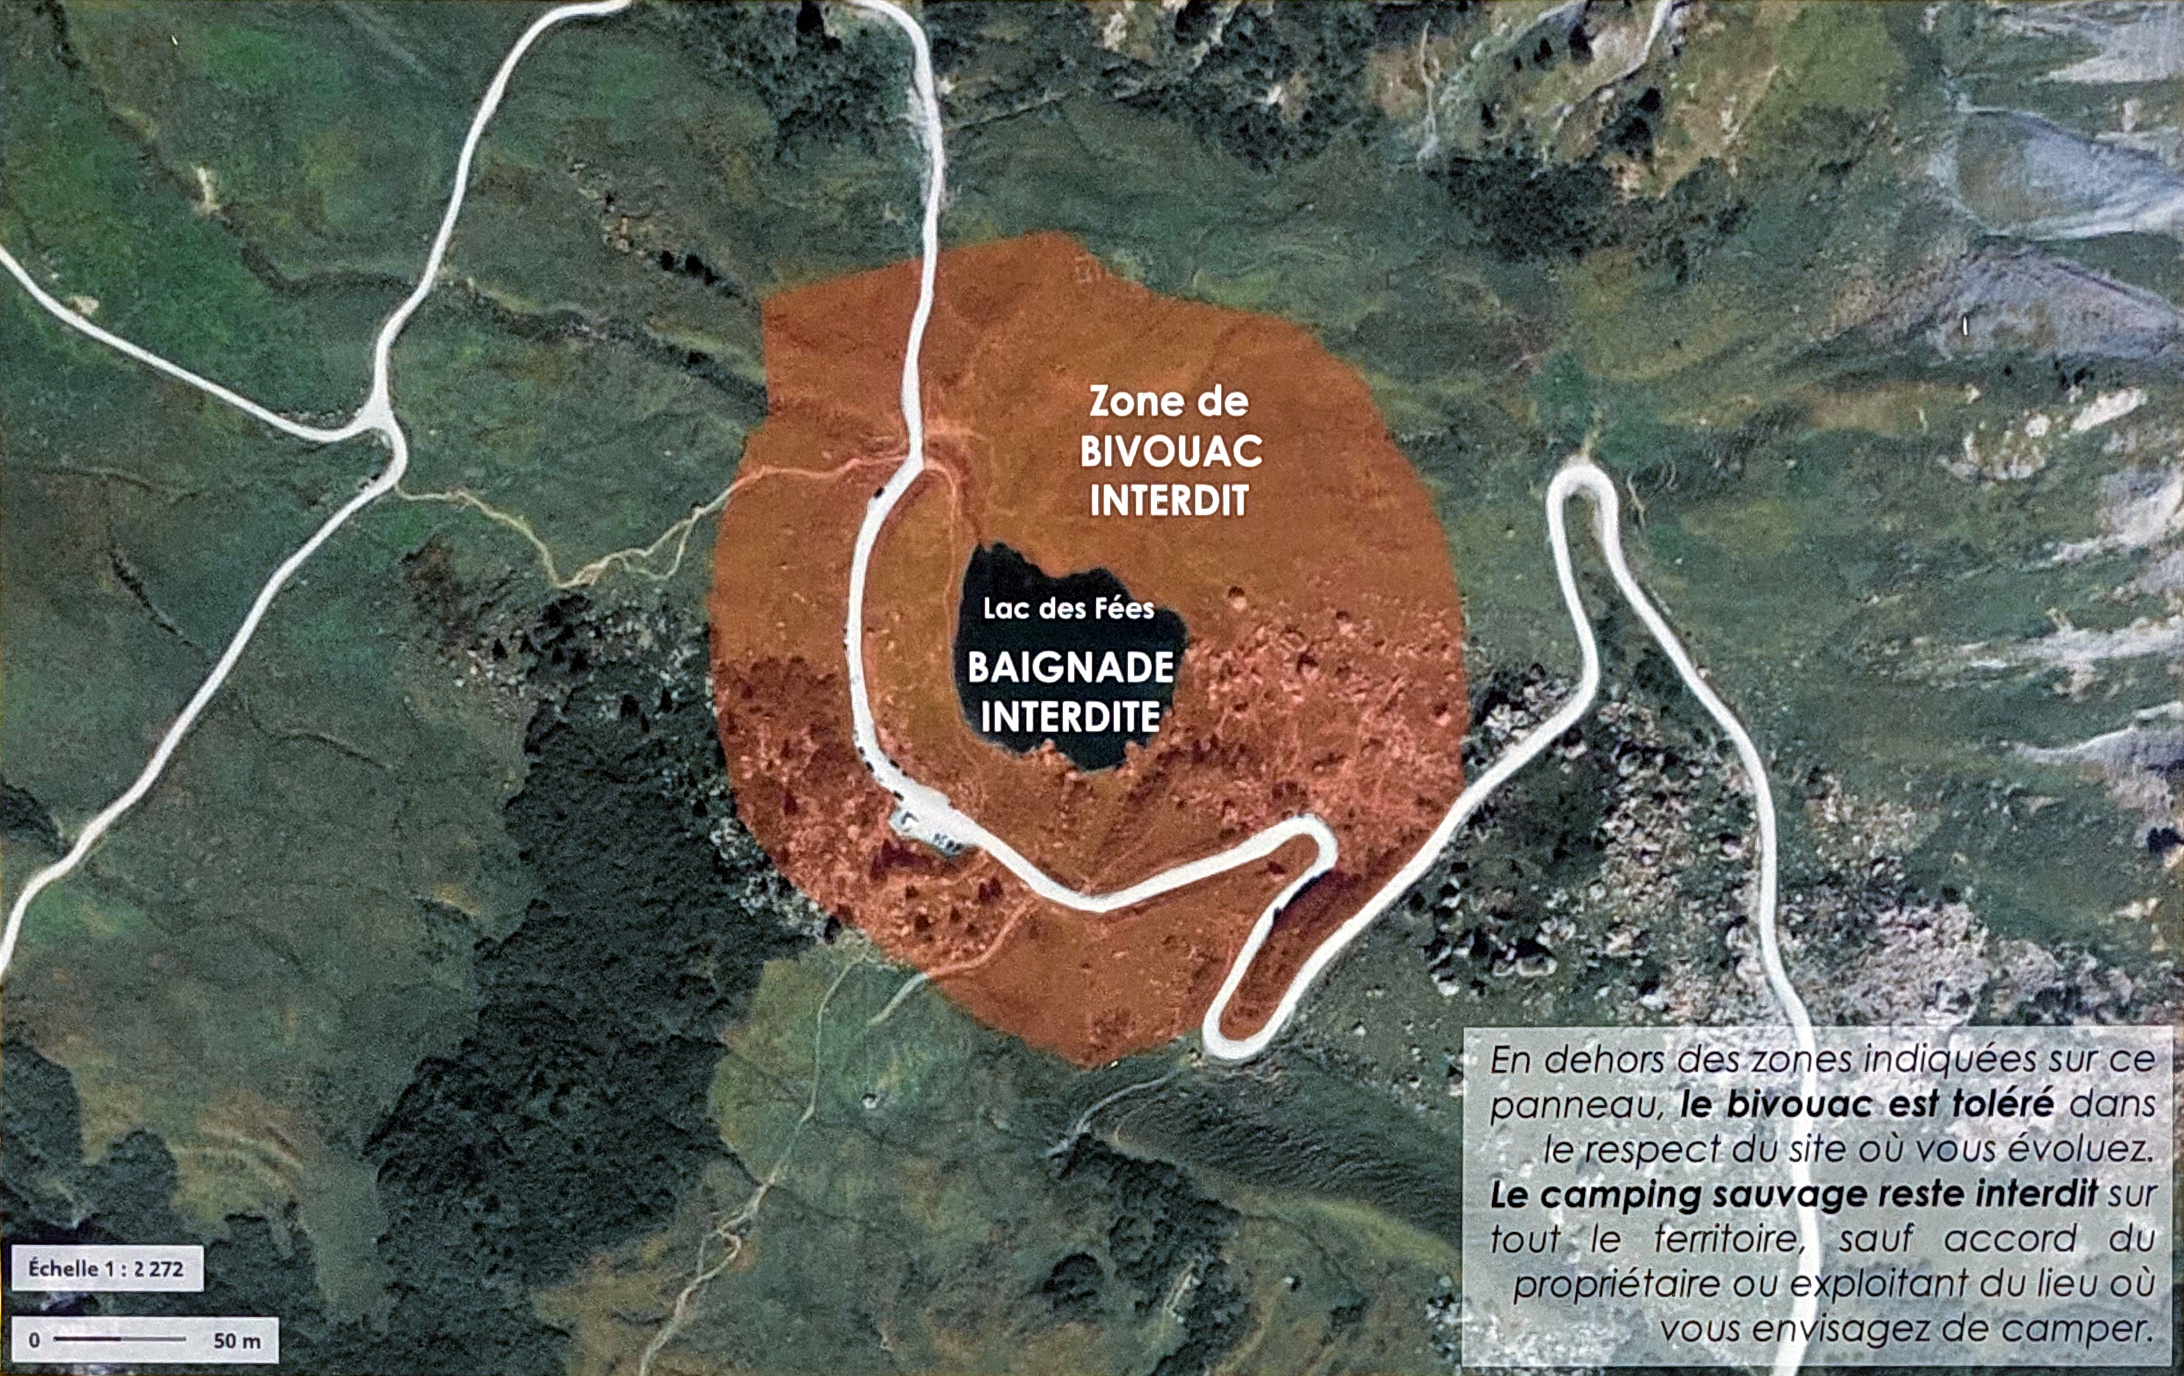 Zone de
BIVOUAC
INTERDIT
Lac des Fées
BAIGNADE
INTERDITE
En dehors des zones indiquées sur ce
panneau, le bivouac est toléré dans
le respect du site où vous évoluez.
Le camping sauvage reste interdit sur
tout le territoire, sauf accord du
propriétaire ou exploitant du lieu où
vous envisagez de camper.
Échelle 1 : 2 272
0 50 m